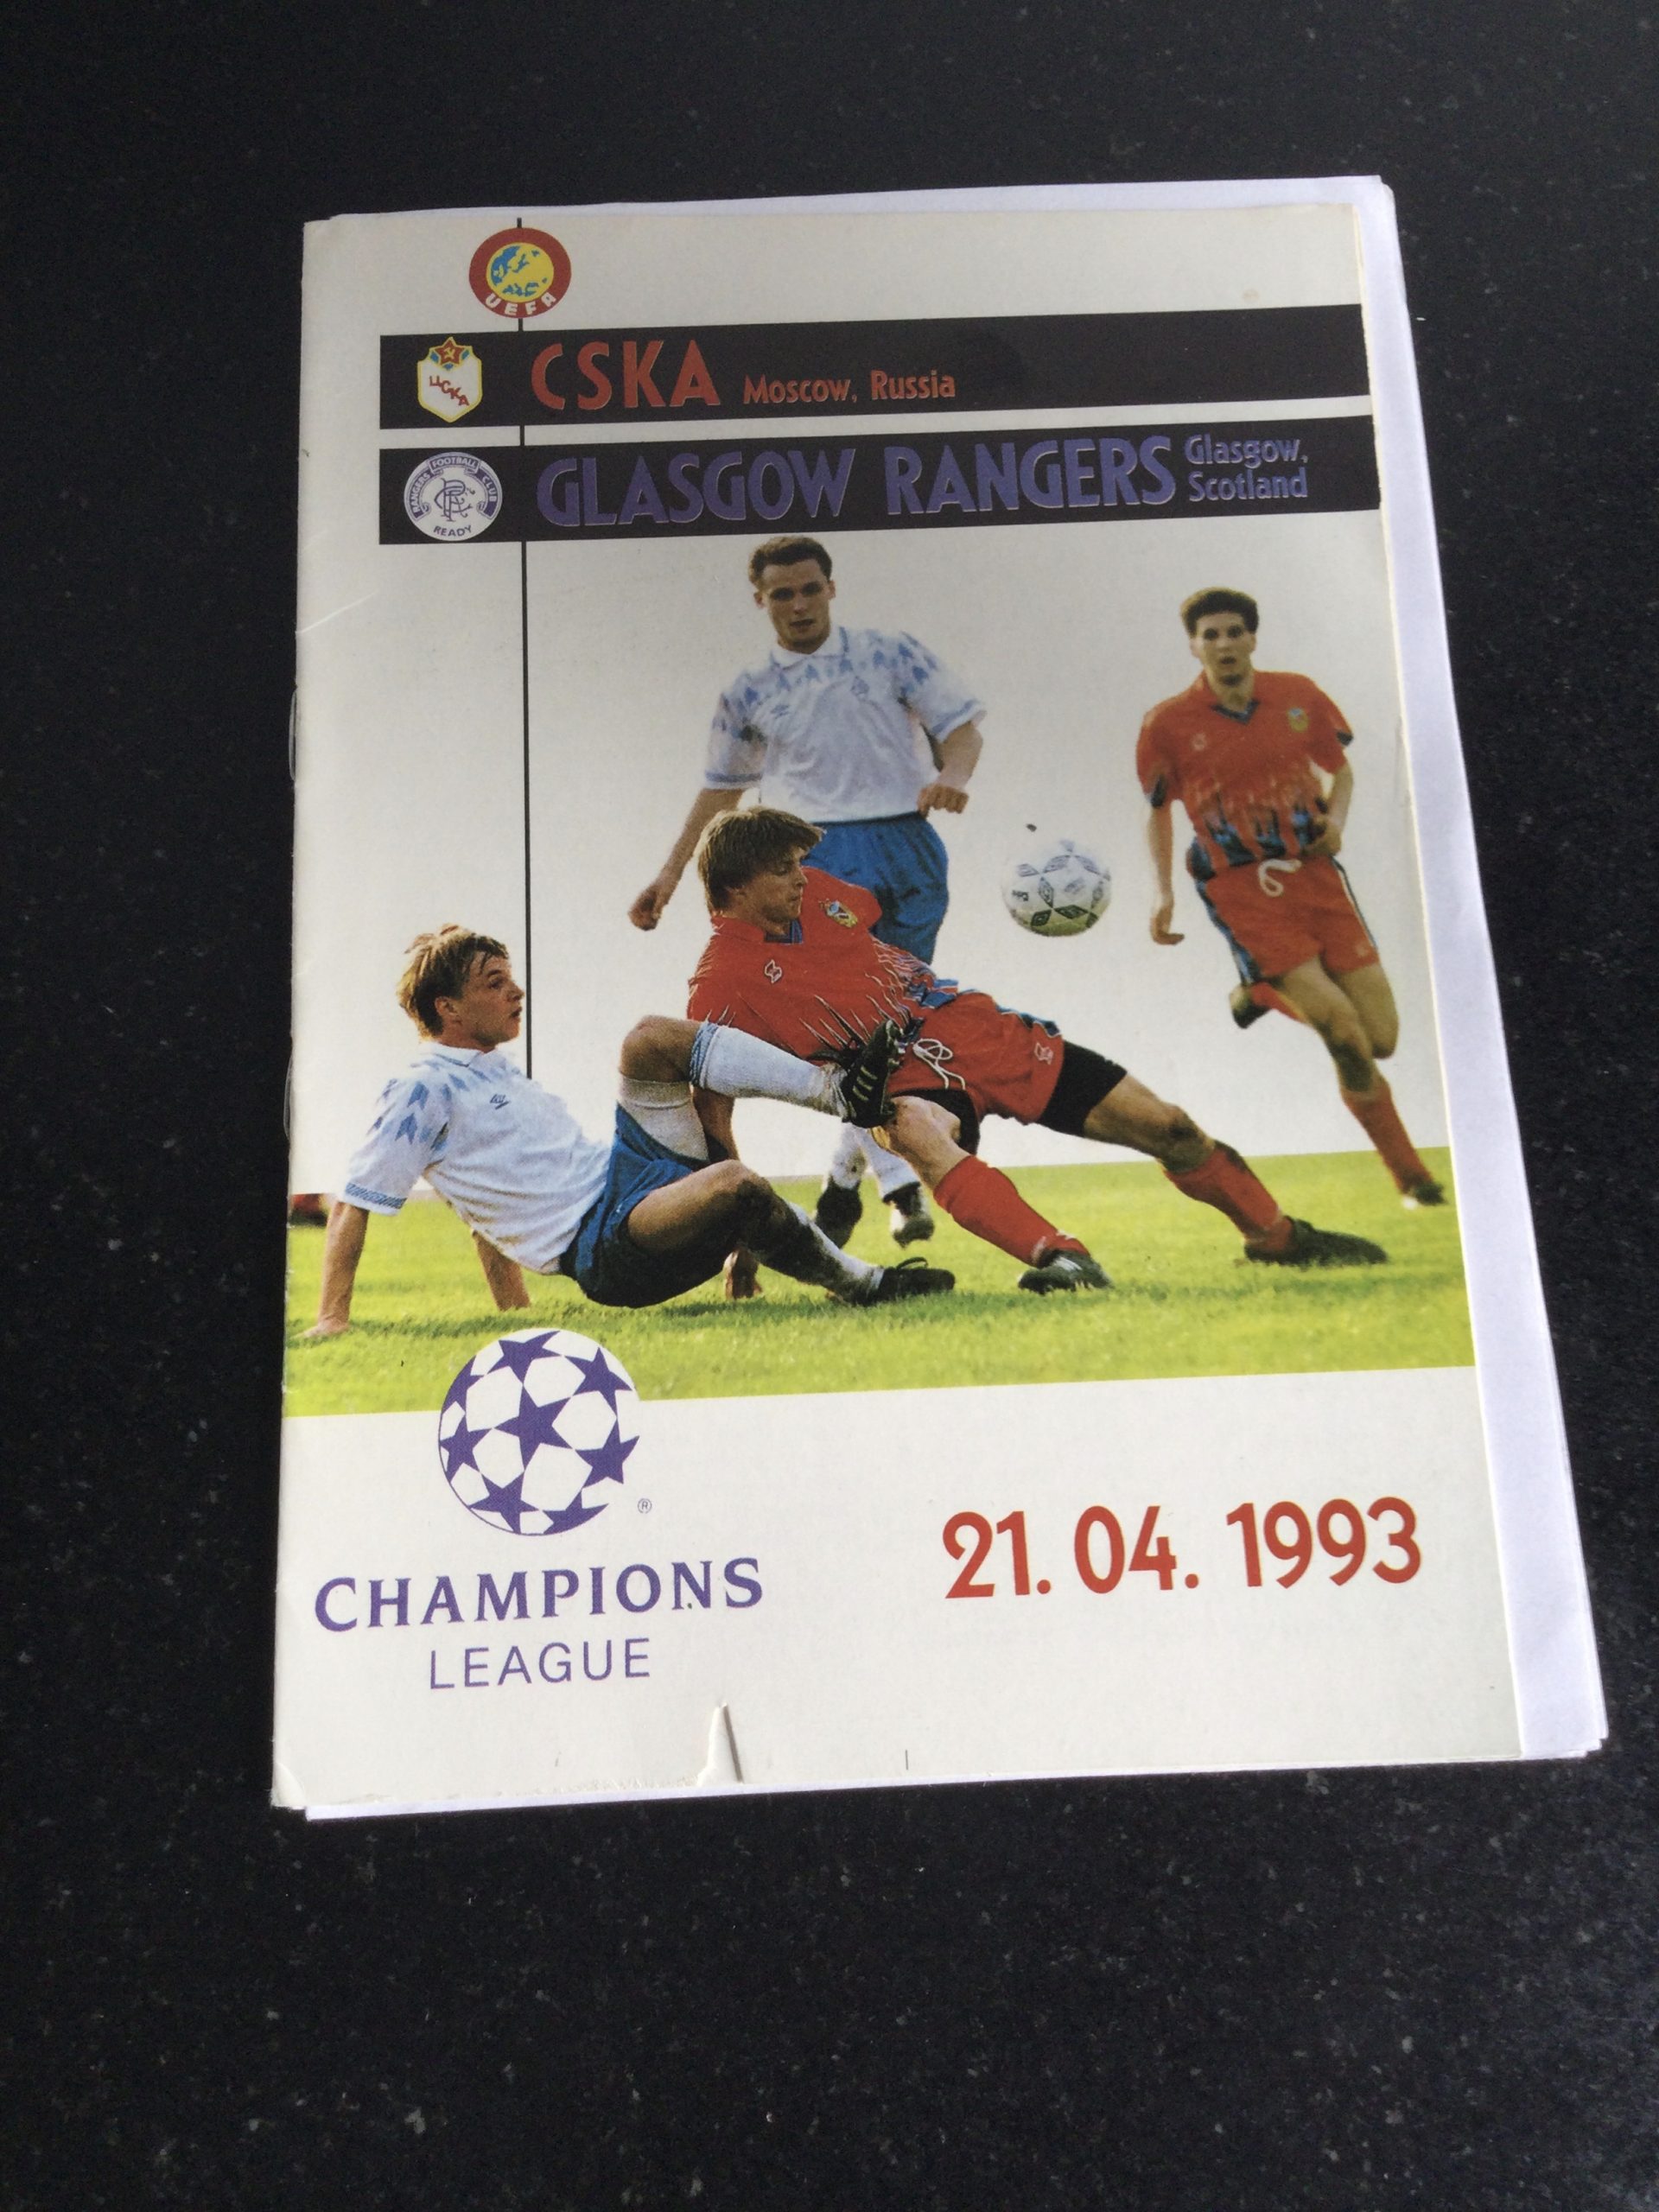 UEFA
ЦСКА
CSKA Moscow, Russia
RANGERS FOOTBALL CLUB
READY
GLASGOW RANGERS Glasgow,
Scotland
®
CHAMPIONS
LEAGUE
21. 04. 1993